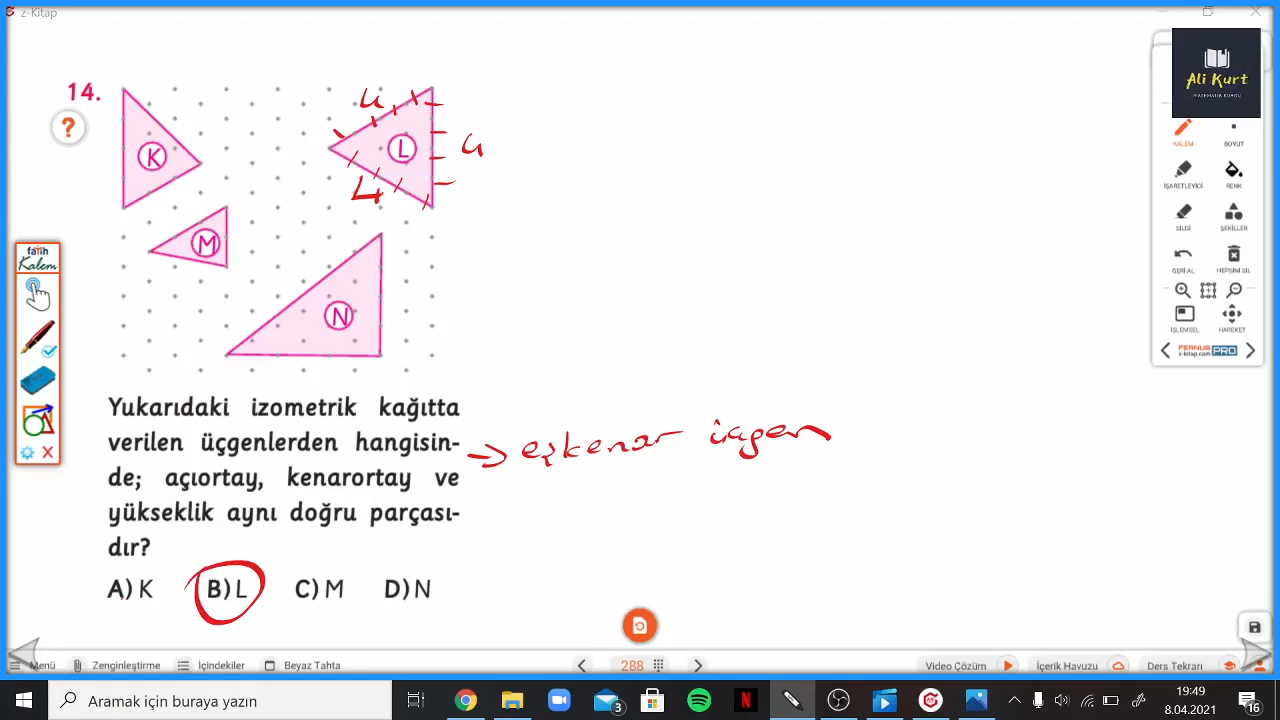 z-Kitap
14.
?
K
L
M
N
4
4
4
Ali Kurt
KALEM
BOYUT
İŞARETLEYİCİ
RENK
SİLGİ
ŞEKİLLER
GERİ AL
HEPSİNİ SİL
İŞLEMSEL
HAREKET
FERNUS PRO
z-kitap.com
fatih
Kalem
Yukarıdaki izometrik kağıtta
verilen üçgenlerden hangisin-
de; açıortay, kenarortay ve
yükseklik aynı doğru parçası-
dır?
→ eşkenar üçgen
A) K B) L C) M D) N
Menü Zenginleştirme İçindekiler Beyaz Tahta 288 Video Çözüm İçerik Havuzu Ders Tekrarı
Aramak için buraya yazın
3
19:49
8.04.2021
16